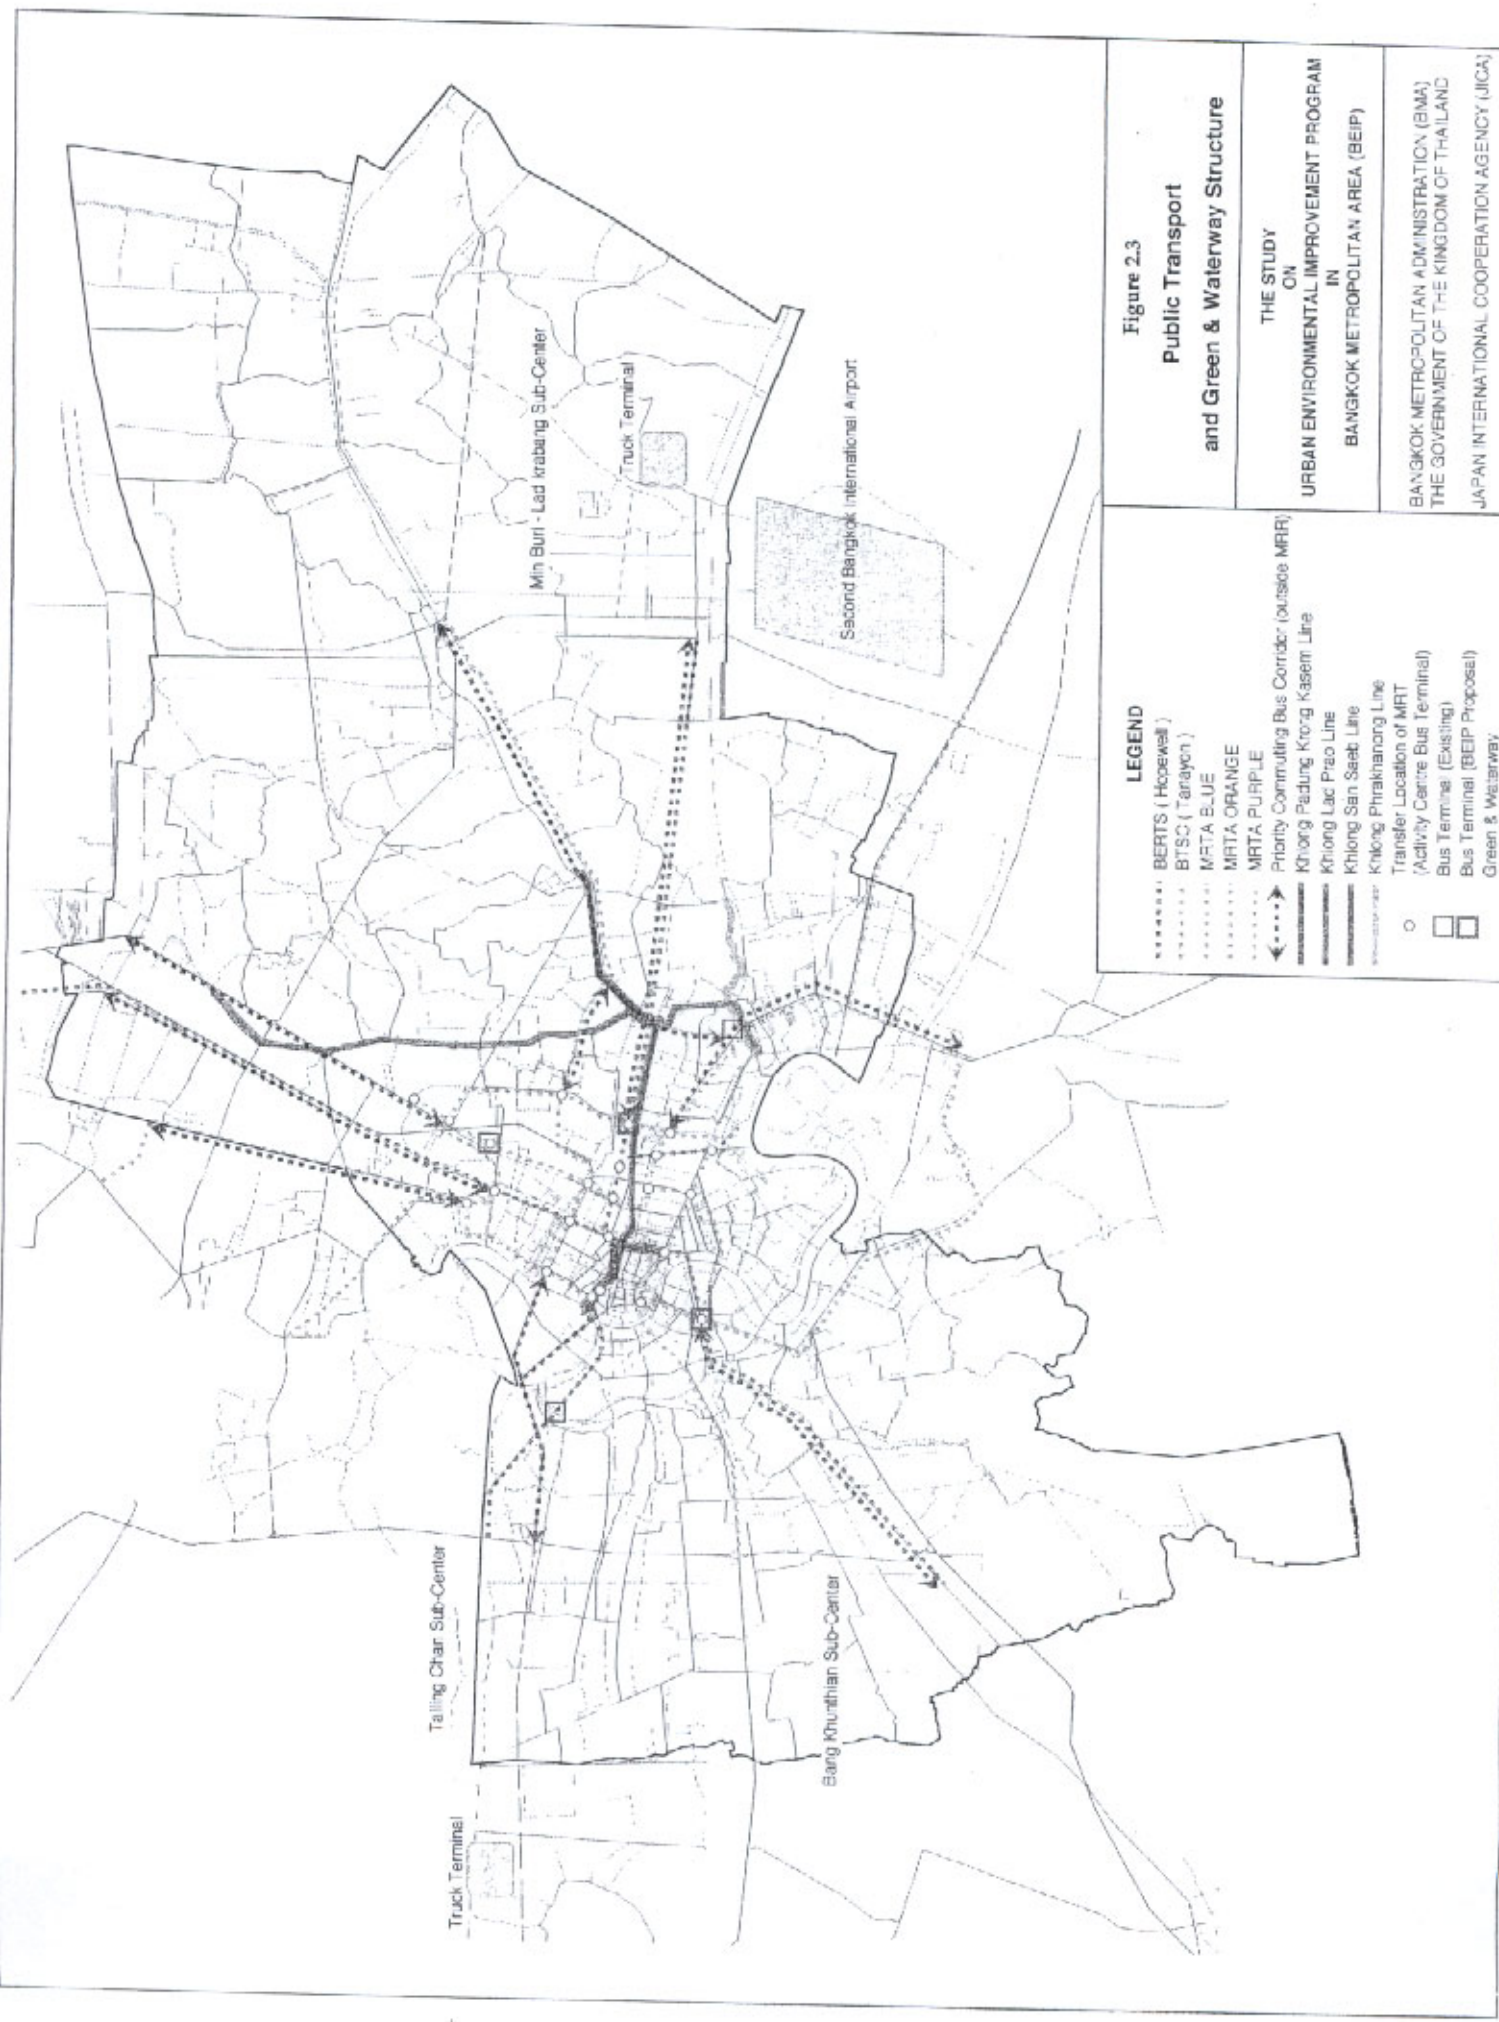 Min Buri - Lad krabang Sub-Center
Truck Terminal
Second Bangkok International Airport
Taling Chan Sub-Center
Truck Terminal
Bang Khunthian Sub-Center
LEGEND
BERTS ( Hopewell )
BTSC ( Tanayon )
MRTA BLUE
MRTA ORANGE
MRTA PURPLE
Priority Commuting Bus Corridor (outside MRR)
Khlong Padung Krong Kasem Line
Khlong Lad Prao Line
Khlong San Saeb Line
Khlong Phrakhanong Line
Transfer Location of MRT
(Activity Centre Bus Terminal)
Bus Terminal (Existing)
Bus Terminal (BEIP Proposal)
Green & Waterway
Figure 2.3
Public Transport
and Green & Waterway Structure
THE STUDY
ON
URBAN ENVIRONMENTAL IMPROVEMENT PROGRAM
IN
BANGKOK METROPOLITAN AREA (BEIP)
BANGKOK METROPOLITAN ADMINISTRATION (BMA)
THE GOVERNMENT OF THE KINGDOM OF THAILAND
JAPAN INTERNATIONAL COOPERATION AGENCY (JICA)